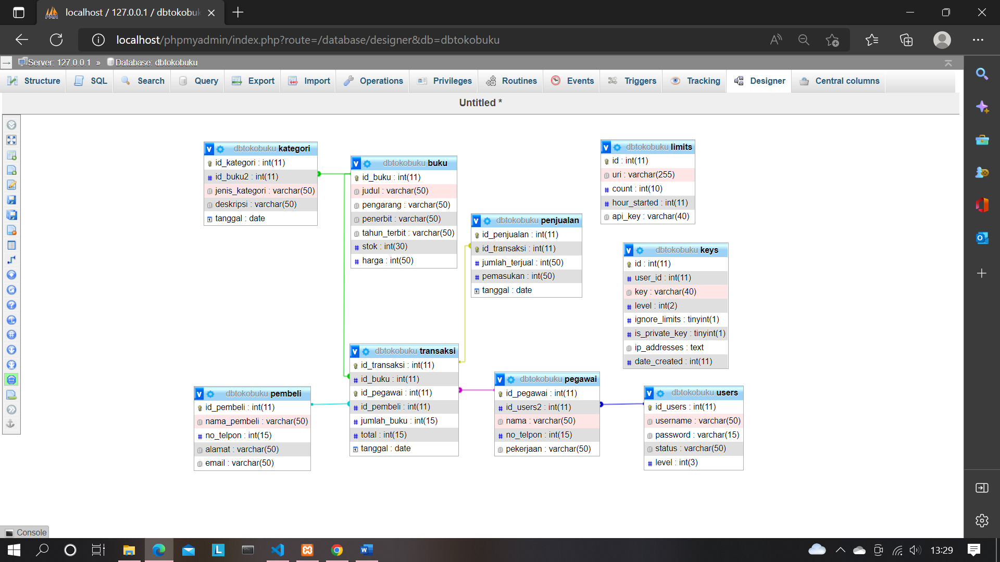 localhost / 127.0.0.1 / dbtokobuk
localhost/phpmyadmin/index.php?route=/database/designer&db=dbtokobuku
Server: 127.0.0.1 » Database: dbtokobuku
Structure SQL Search Query Export Import Operations Privileges Routines Events Triggers Tracking Designer Central columns
Untitled *
dbtokobuku kategori
id_kategori : int(11)
id_buku2 : int(11)
jenis_kategori : varchar(50)
deskripsi : varchar(50)
tanggal : date
dbtokobuku buku
id_buku : int(11)
judul : varchar(50)
pengarang : varchar(50)
penerbit : varchar(50)
tahun_terbit : varchar(50)
stok : int(30)
harga : int(50)
dbtokobuku penjualan
id_penjualan : int(11)
id_transaksi : int(11)
jumlah_terjual : int(50)
pemasukan : int(50)
tanggal : date
dbtokobuku limits
id : int(11)
uri : varchar(255)
count : int(10)
hour_started : int(11)
api_key : varchar(40)
dbtokobuku keys
id : int(11)
user_id : int(11)
key : varchar(40)
level : int(2)
ignore_limits : tinyint(1)
is_private_key : tinyint(1)
ip_addresses : text
date_created : int(11)
dbtokobuku pembeli
id_pembeli : int(11)
nama_pembeli : varchar(50)
no_telpon : int(15)
alamat : varchar(50)
email : varchar(50)
dbtokobuku transaksi
id_transaksi : int(11)
id_buku : int(11)
id_pegawai : int(11)
id_pembeli : int(11)
jumlah_buku : int(15)
total : int(15)
tanggal : date
dbtokobuku pegawai
id_pegawai : int(11)
id_users2 : int(11)
nama : varchar(50)
no_telpon : int(15)
pekerjaan : varchar(50)
dbtokobuku users
id_users : int(11)
username : varchar(50)
password : varchar(15)
status : varchar(50)
level : int(3)
Console
13:29